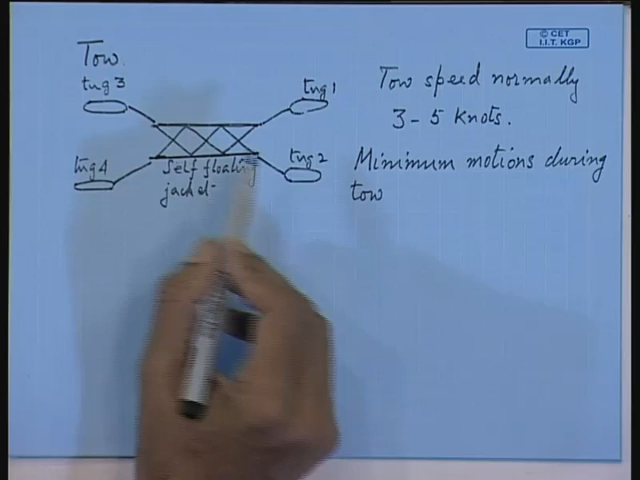 © CET
I.I.T. KGP
Tow.
tug 3
tug 1
Tow speed normally
3 - 5 knots.
tug 4
Self floating
jacket
tug 2
Minimum motions during
tow